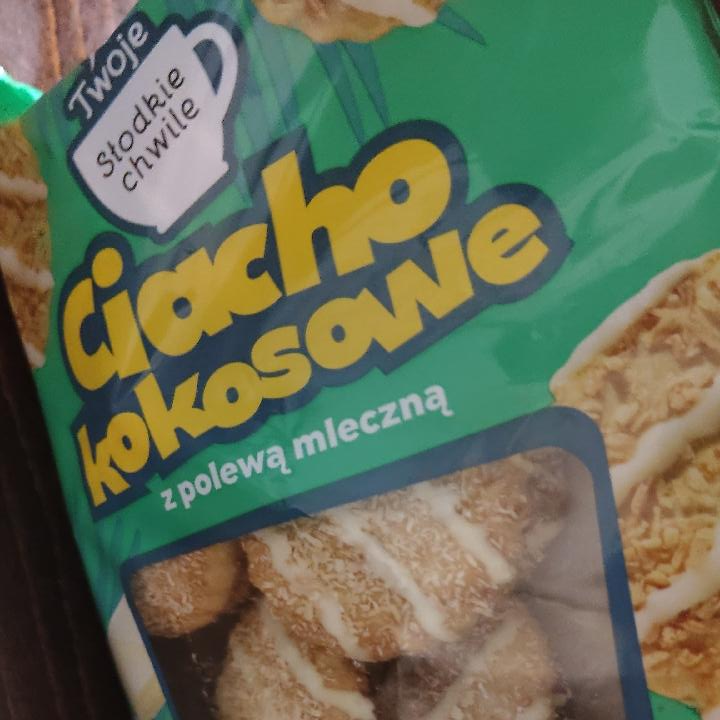 Twoje
Słodkie
chwile
Ciacho
kokosowe
z polewą mleczną